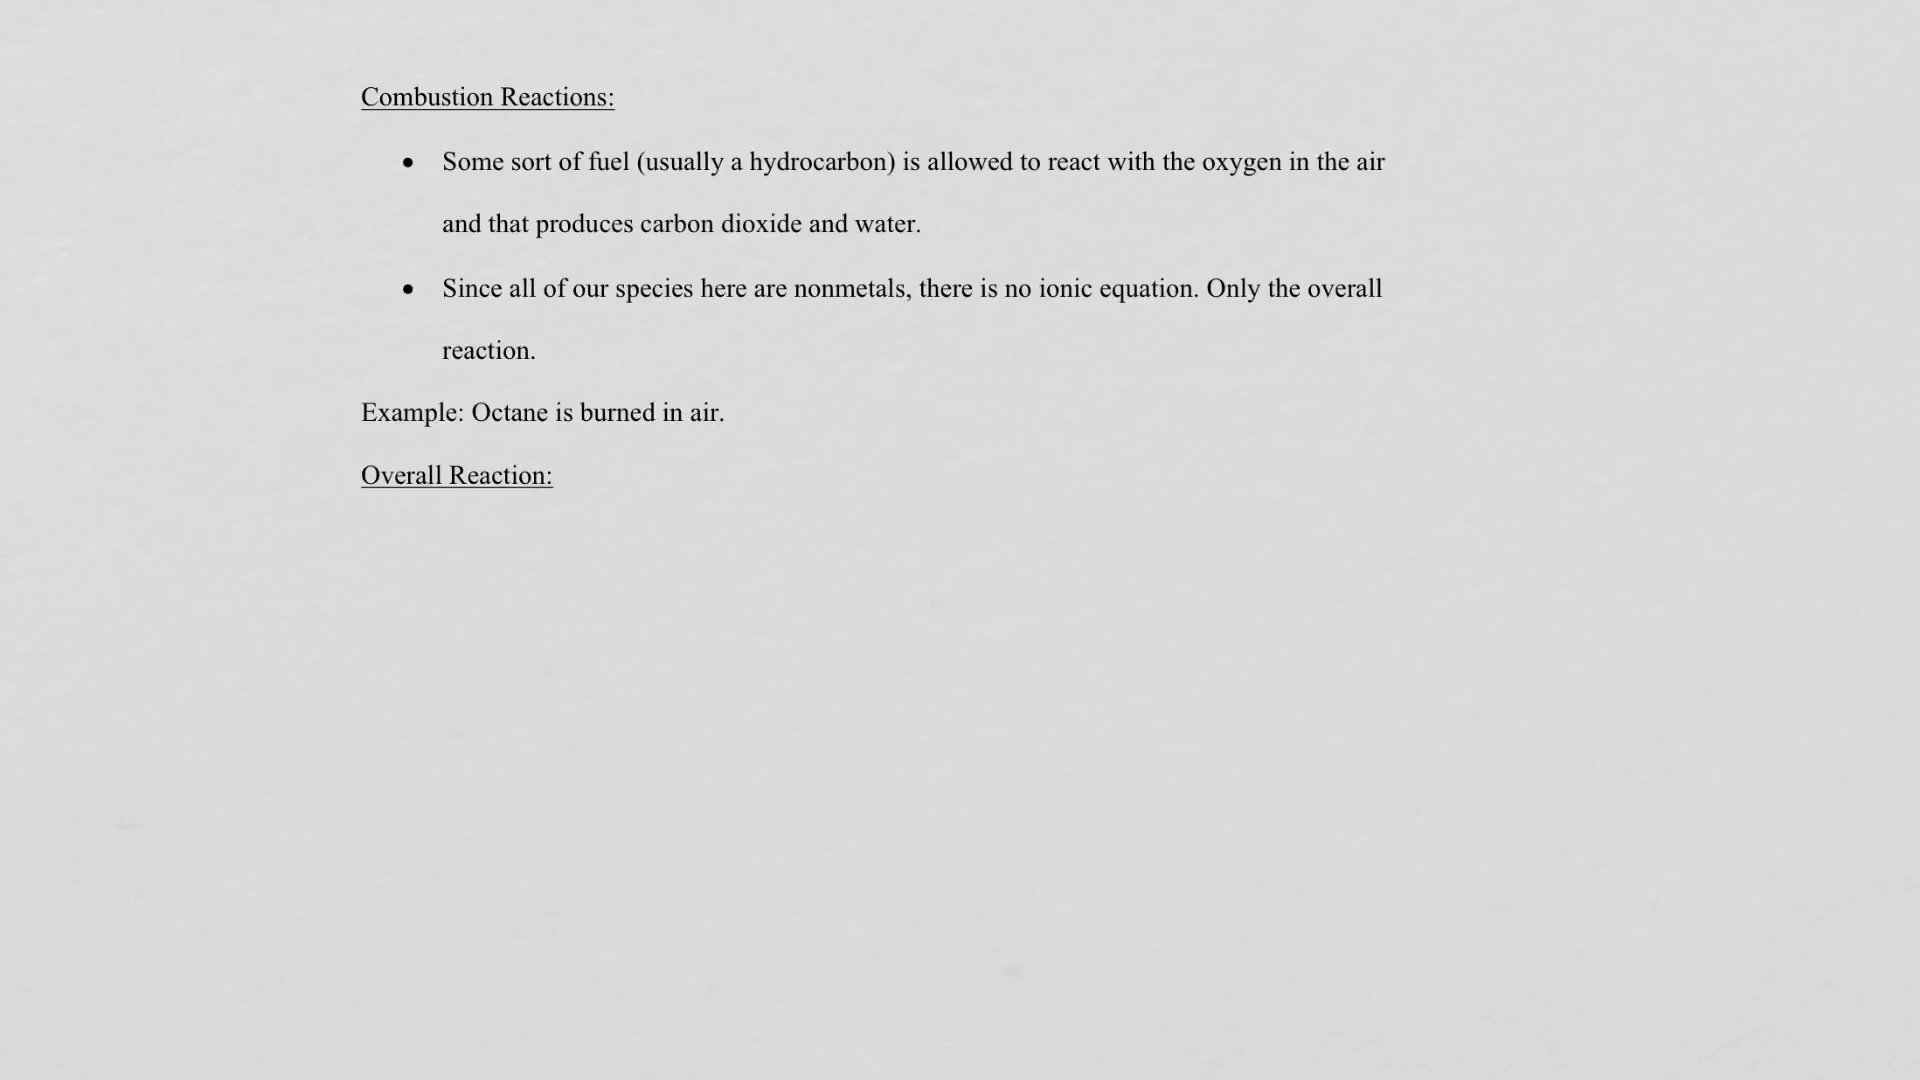 Combustion Reactions:
• Some sort of fuel (usually a hydrocarbon) is allowed to react with the oxygen in the air
and that produces carbon dioxide and water.
• Since all of our species here are nonmetals, there is no ionic equation. Only the overall
reaction.
Example: Octane is burned in air.
Overall Reaction: